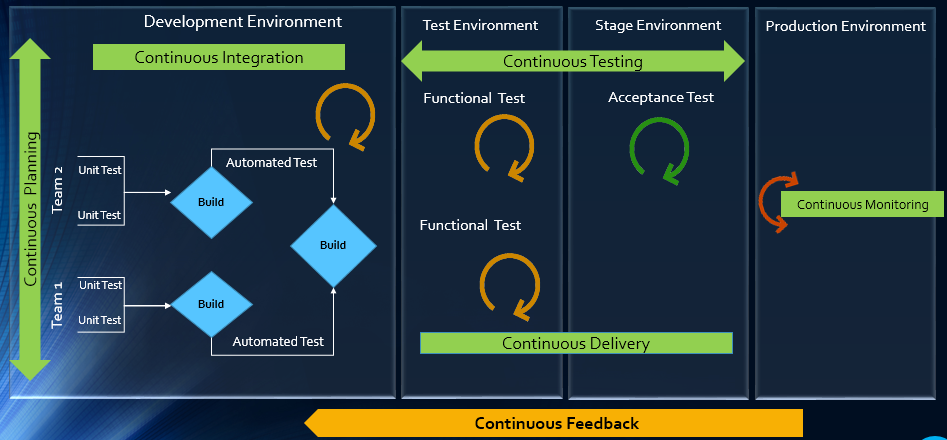 Development Environment
Test Environment
Stage Environment
Production Environment
Continuous Integration
Continuous Testing
Functional Test
Acceptance Test
Continuous Planning
Team 2
Unit Test
Unit Test
Build
Automated Test
Build
Continuous Monitoring
Functional Test
Team 1
Unit Test
Unit Test
Build
Automated Test
Continuous Delivery
Continuous Feedback